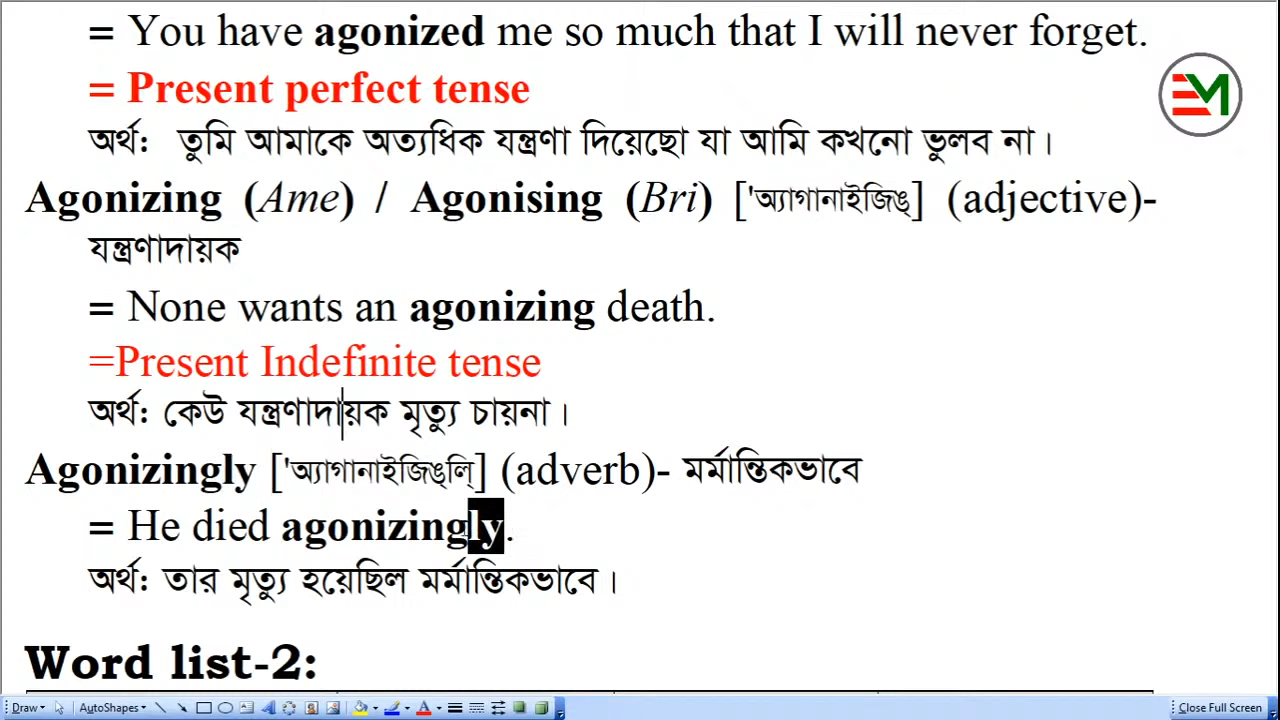 = You have agonized me so much that I will never forget.
= Present perfect tense
অর্থ: তুমি আমাকে অত্যধিক যন্ত্রণা দিয়েছো যা আমি কখনো ভুলব না।
Agonizing (Ame) / Agonising (Bri) ['অ্যাগানাইজিঙ্] (adjective)-
যন্ত্রণাদায়ক
= None wants an agonizing death.
=Present Indefinite tense
অর্থ: কেউ যন্ত্রণাদায়ক মৃত্যু চায়না।
Agonizingly ['অ্যাগানাইজিঙ্‌লি্] (adverb)- মর্মান্তিকভাবে
= He died agonizingly.
অর্থ: তার মৃত্যু হয়েছিল মর্মান্তিকভাবে।
Word list-2:
Draw AutoShapes Close Full Screen
EM